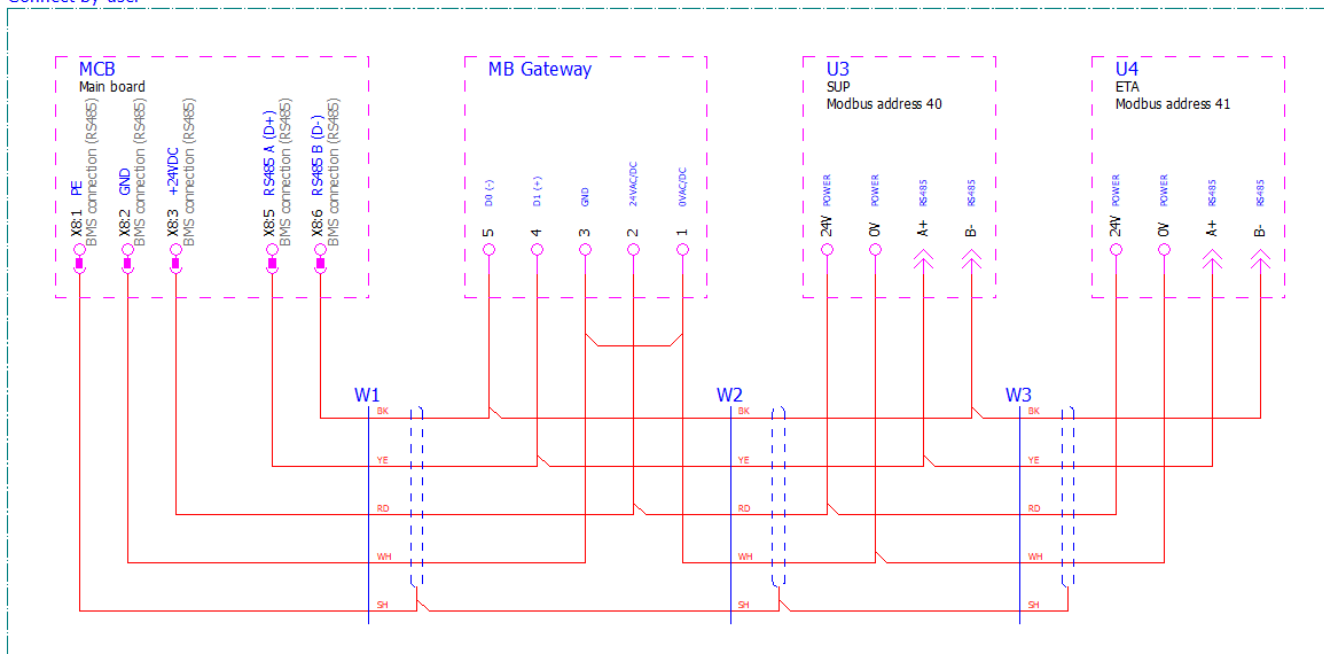 Connect by user
MCB
Main board
X8:1 PE
BMS connection (RS485)
X8:2 GND
BMS connection (RS485)
X8:3 +24VDC
BMS connection (RS485)
X8:5 RS485 A (D+)
BMS connection (RS485)
X8:6 RS485 B (D-)
BMS connection (RS485)
MB Gateway
5 D0 (-)
4 D1 (+)
3 GND
2 24VAC/DC
1 0VAC/DC
U3
SUP
Modbus address 40
24V POWER
0V POWER
A+ RS485
B- RS485
U4
ETA
Modbus address 41
24V POWER
0V POWER
A+ RS485
B- RS485
W1
BK
YE
RD
WH
SH
W2
BK
YE
RD
WH
SH
W3
BK
YE
RD
WH
SH